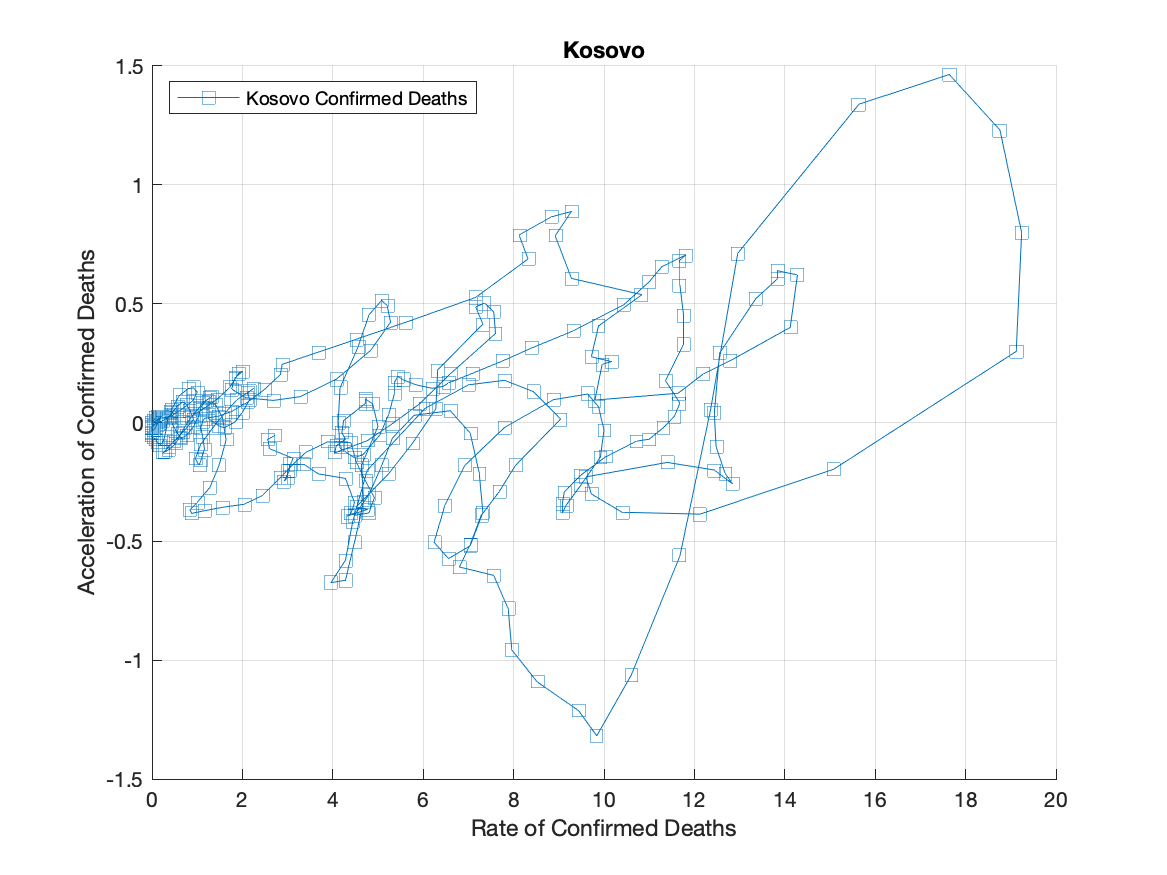 Kosovo
Kosovo Confirmed Deaths
1.5
1
0.5
0
-0.5
-1
-1.5
Acceleration of Confirmed Deaths
0 2 4 6 8 10 12 14 16 18 20
Rate of Confirmed Deaths